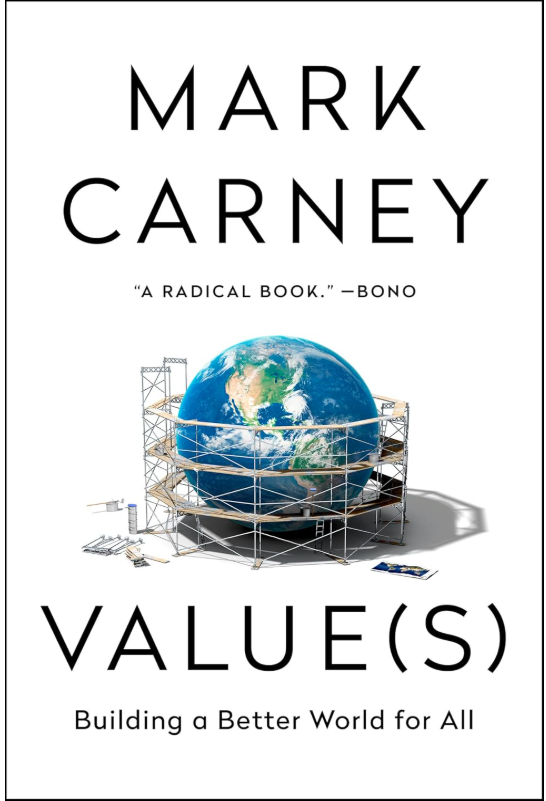 MARK
CARNEY
“A RADICAL BOOK.” —BONO
VALUE(S)
Building a Better World for All